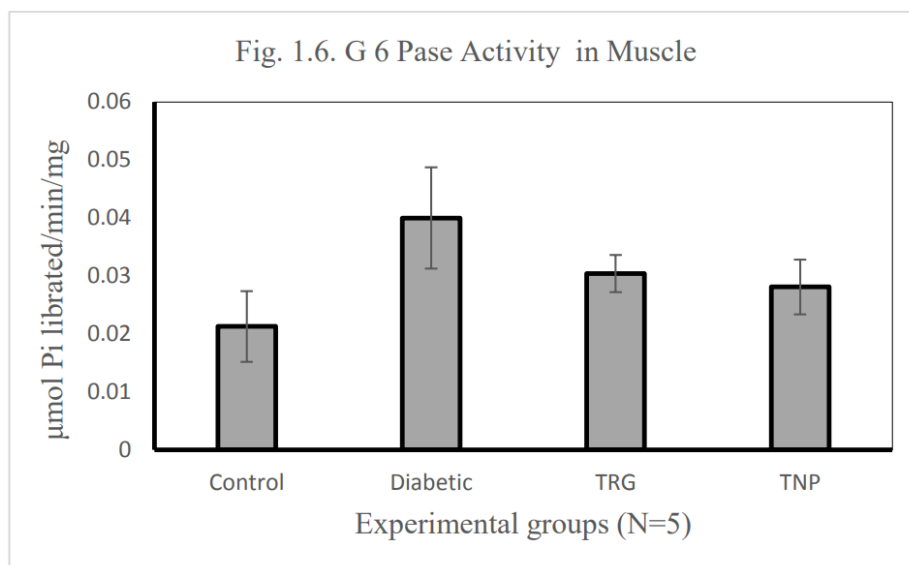 Fig. 1.6. G 6 Pase Activity in Muscle
µmol Pi librated/min/mg
0.06
0.05
0.04
0.03
0.02
0.01
0
Control Diabetic TRG TNP
Experimental groups (N=5)